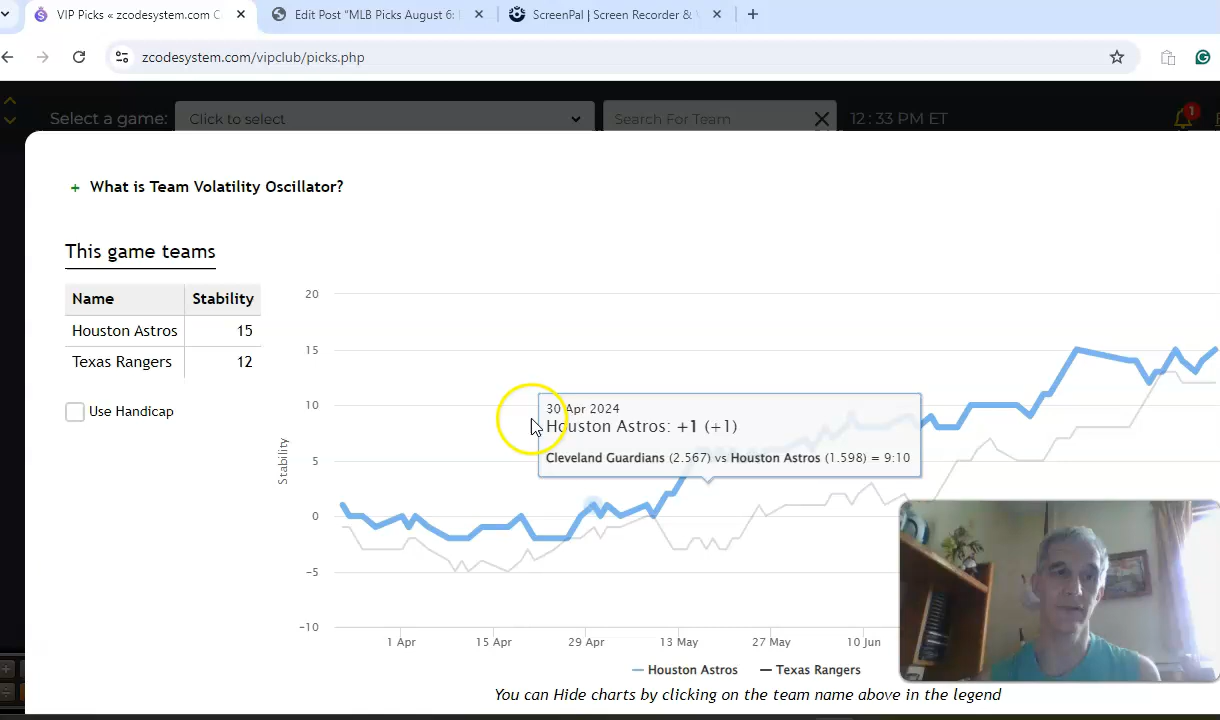 VIP Picks « zcodesystem.com C
Edit Post “MLB Picks August 6:
ScreenPal | Screen Recorder &
zcodesystem.com/vipclub/picks.php
Select a game:
Click to select
Search For Team
12:33 PM ET
1
+ What is Team Volatility Oscillator?
This game teams
Name Stability
Houston Astros 15
Texas Rangers 12
Use Handicap
Stability
20
15
10
5
0
−5
−10
30 Apr 2024
Houston Astros: +1 (+1)
Cleveland Guardians (2.567) vs Houston Astros (1.598) = 9:10
1 Apr
15 Apr
29 Apr
13 May
27 May
10 Jun
Houston Astros
Texas Rangers
You can Hide charts by clicking on the team name above in the legend